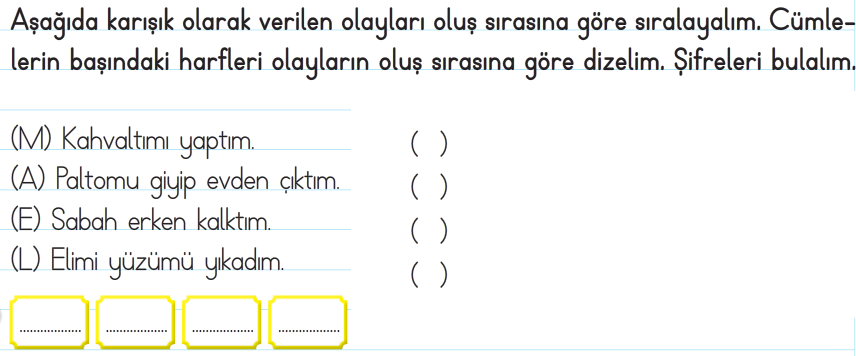 Aşağıda karışık olarak verilen olayları oluş sırasına göre sıralayalım. Cümle-
lerin başındaki harfleri olayların oluş sırasına göre dizelim. Şifreleri bulalım.
(M) Kahvaltımı yaptım. ( )
(A) Paltomu giyip evden çıktım. ( )
(E) Sabah erken kalktım. ( )
(L) Elimi yüzümü yıkadım. ( )
.................. .................. .................. ..................